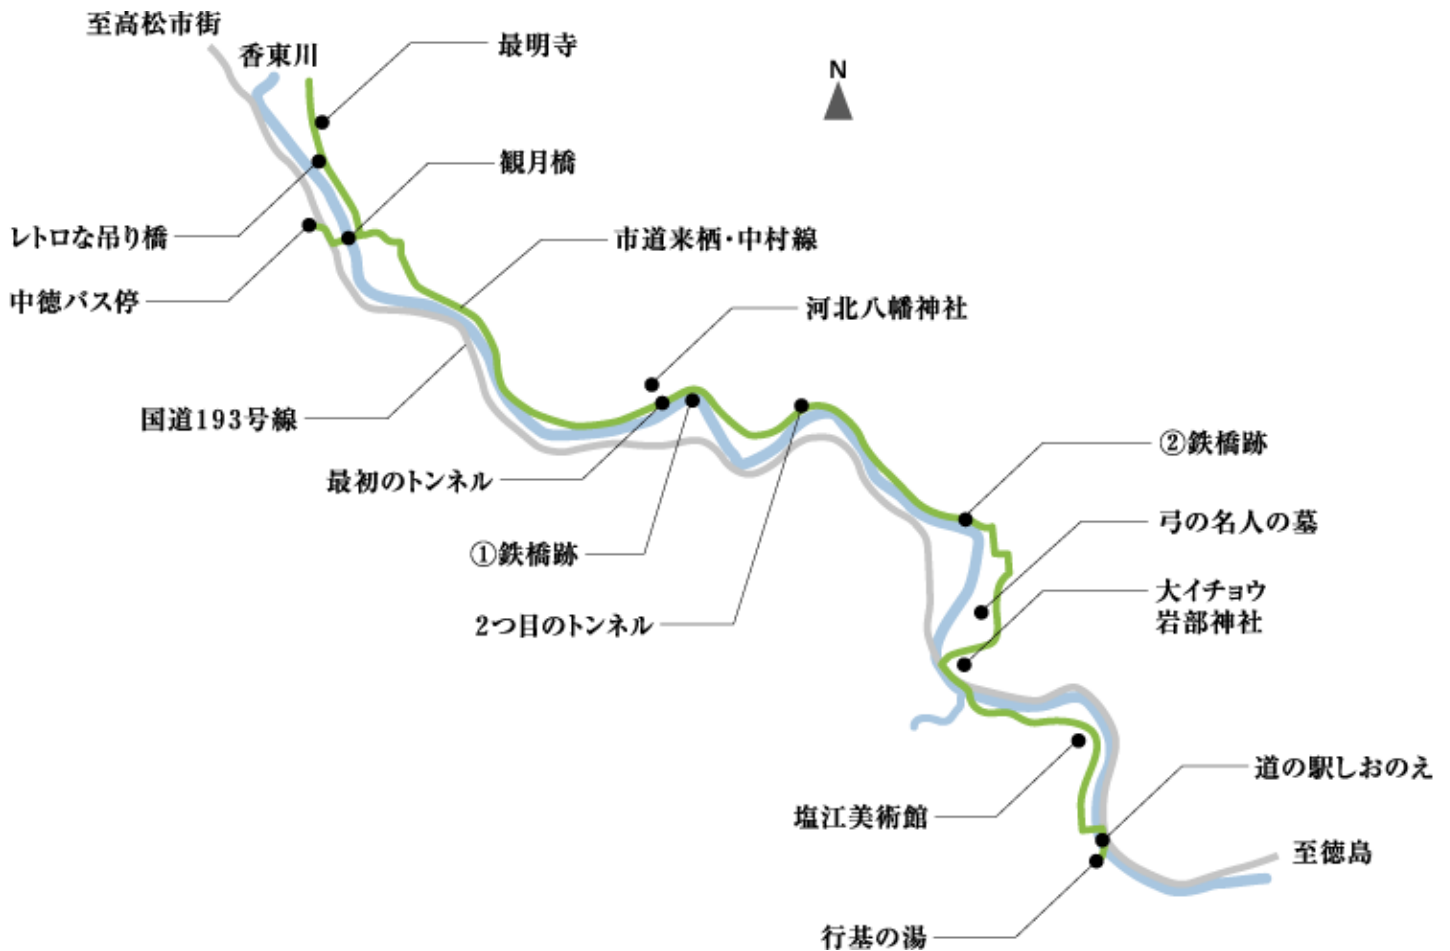 至高松市街
香東川
最明寺
N
観月橋
レトロな吊り橋
市道来栖・中村線
中徳バス停
河北八幡神社
国道193号線
②鉄橋跡
最初のトンネル
弓の名人の墓
①鉄橋跡
大イチョウ
岩部神社
2つ目のトンネル
道の駅しおのえ
塩江美術館
至徳島
行基の湯